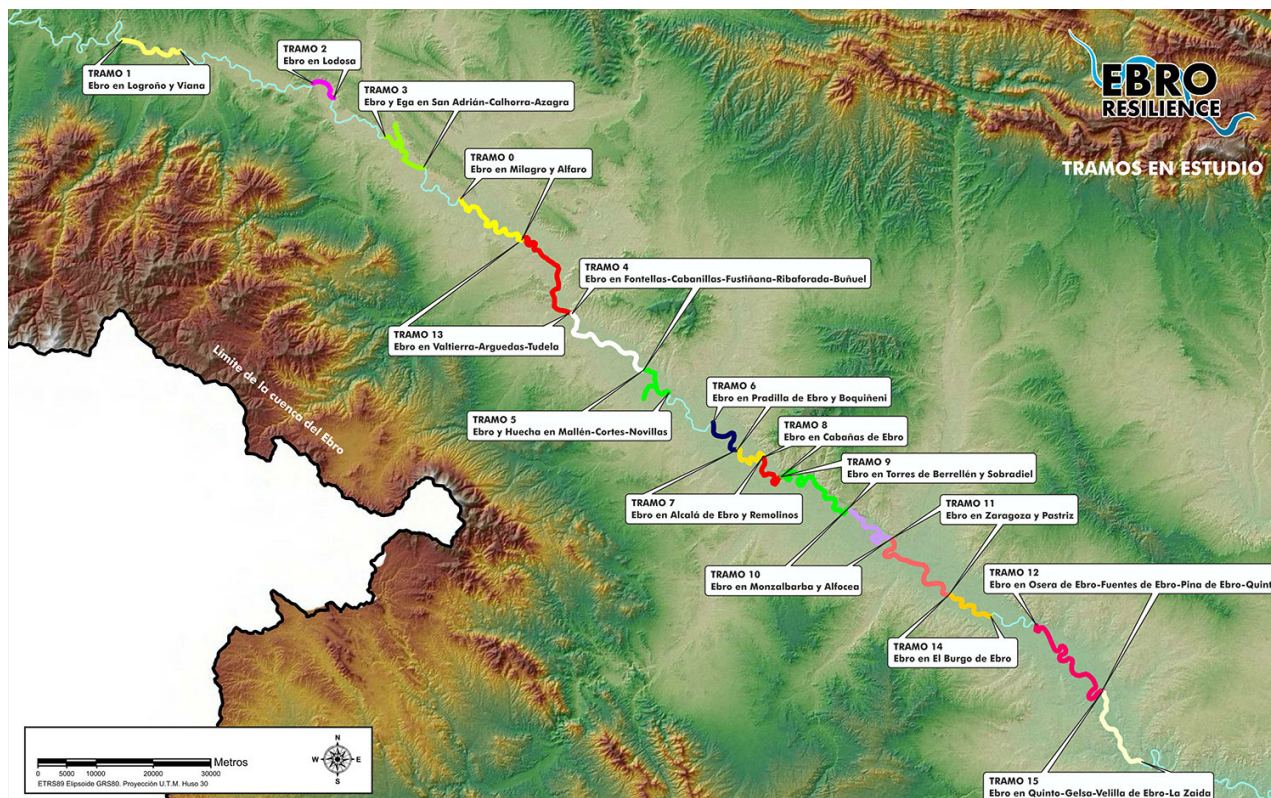 TRAMO 1
Ebro en Logroño y Viana
TRAMO 2
Ebro en Lodosa
TRAMO 3
Ebro y Ega en San Adrián-Calhorra-Azagra
EBRO
RESILIENCE
TRAMOS EN ESTUDIO
TRAMO 0
Ebro en Milagro y Alfaro
TRAMO 4
Ebro en Fontellas-Cabanillas-Fustiñana-Ribaforada-Buñuel
TRAMO 13
Ebro en Valtierra-Arguedas-Tudela
Límite de la cuenca del Ebro
TRAMO 6
Ebro en Pradilla de Ebro y Boquiñeni
TRAMO 5
Ebro y Huecha en Mallén-Cortes-Novillas
TRAMO 8
Ebro en Cabañas de Ebro
TRAMO 9
Ebro en Torres de Berrellén y Sobradiel
TRAMO 7
Ebro en Alcalá de Ebro y Remolinos
TRAMO 11
Ebro en Zaragoza y Pastriz
TRAMO 10
Ebro en Monzalbarba y Alfocea
TRAMO 12
Ebro en Osera de Ebro-Fuentes de Ebro-Pina de Ebro-Quint
TRAMO 14
Ebro en El Burgo de Ebro
TRAMO 15
Ebro en Quinto-Gelsa-Velilla de Ebro-La Zaida
N
W E
S
Metros
0 5000 10000 20000 30000
ETRS89 Elipsoide GRS80. Proyección U.T.M. Huso 30